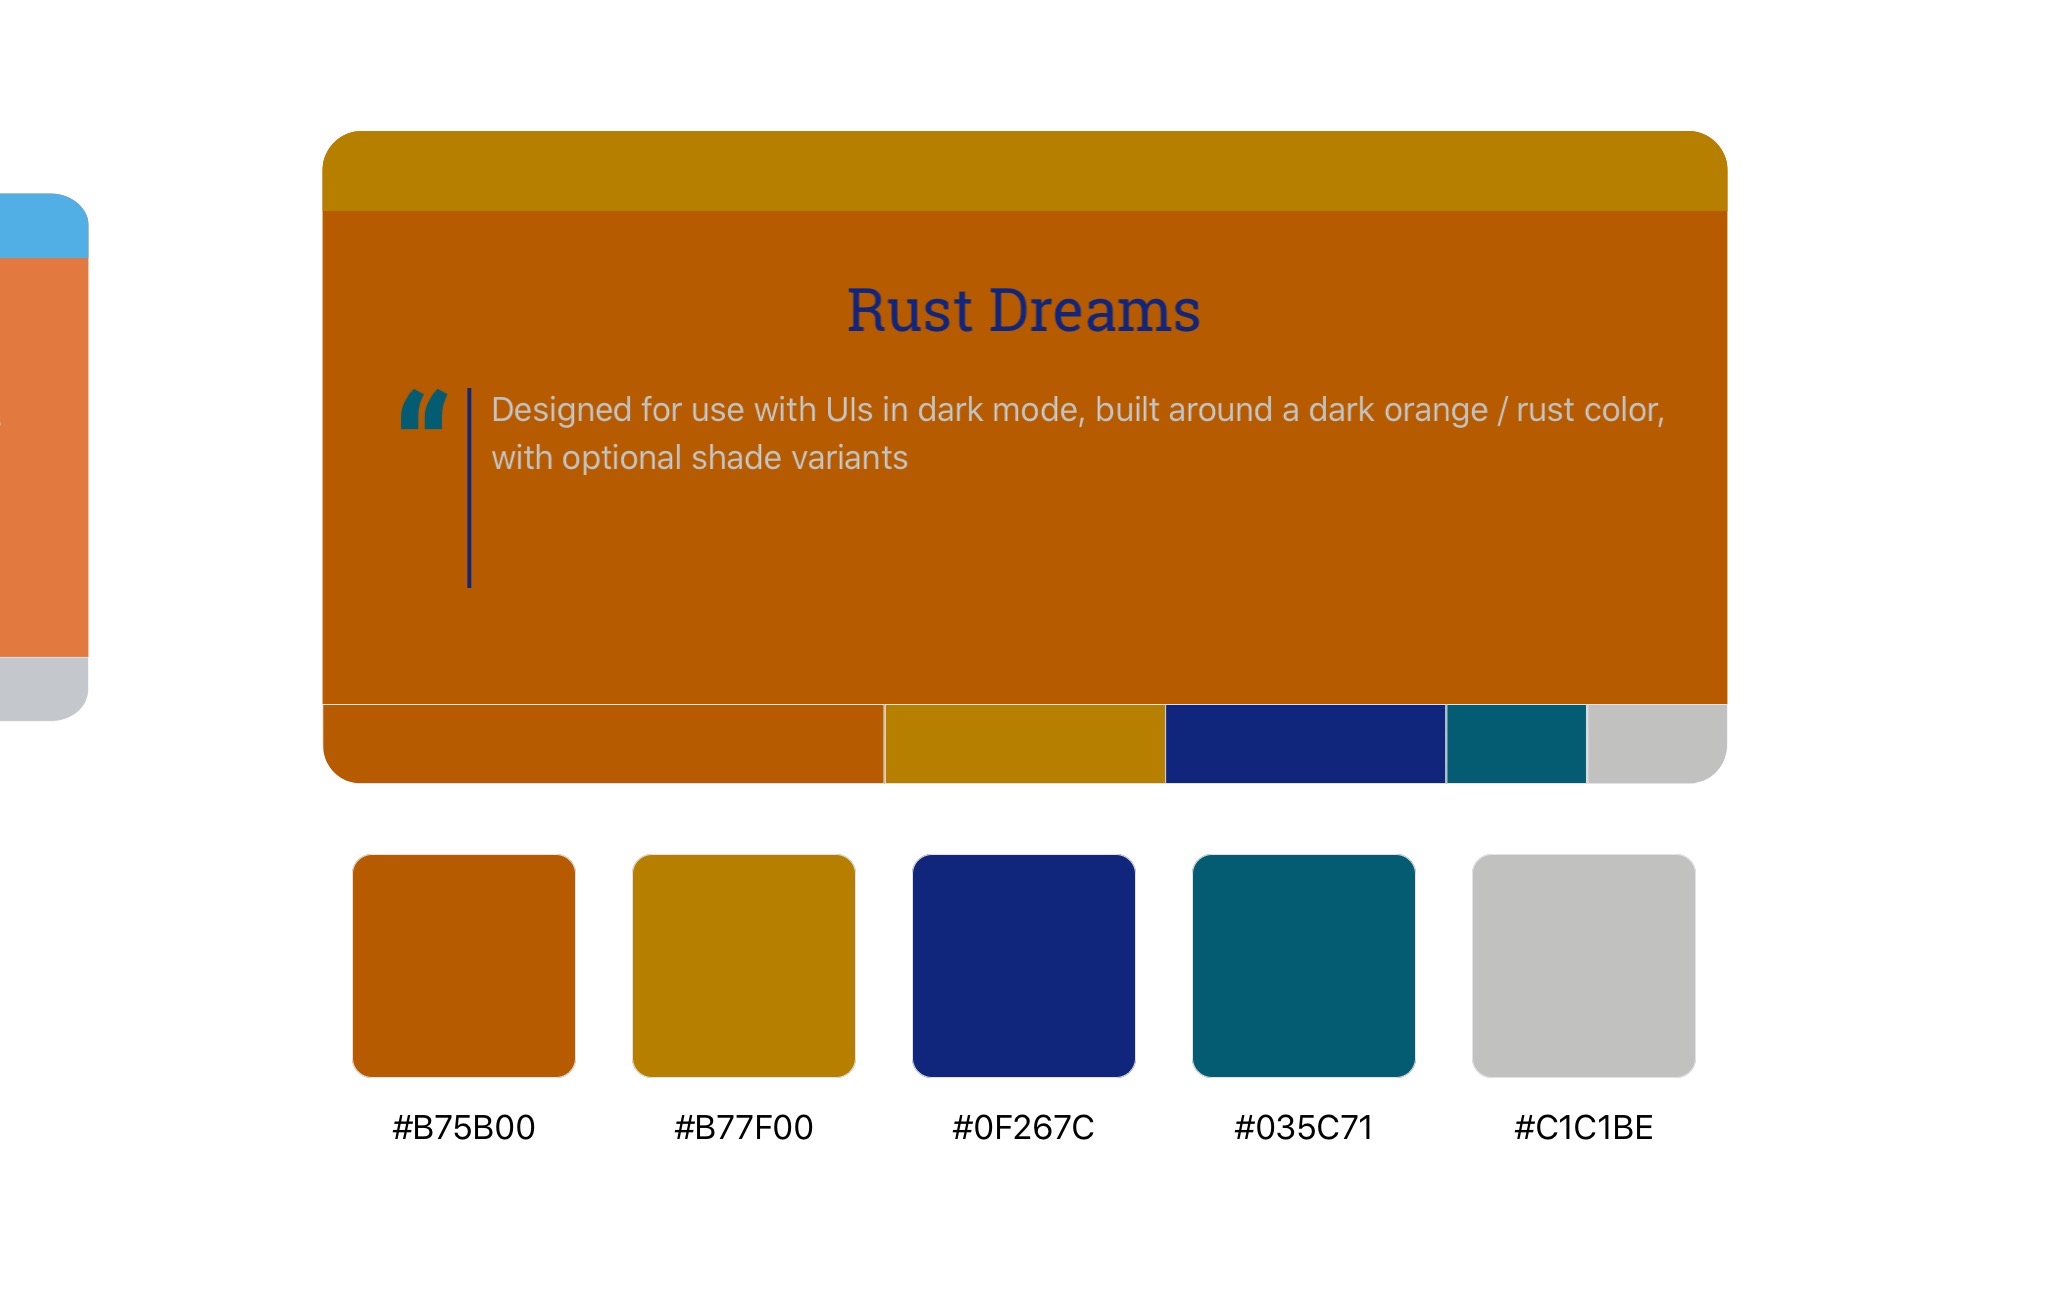 Rust Dreams
“ Designed for use with UIs in dark mode, built around a dark orange / rust color,
with optional shade variants
#B75B00 #B77F00 #0F267C #035C71 #C1C1BE